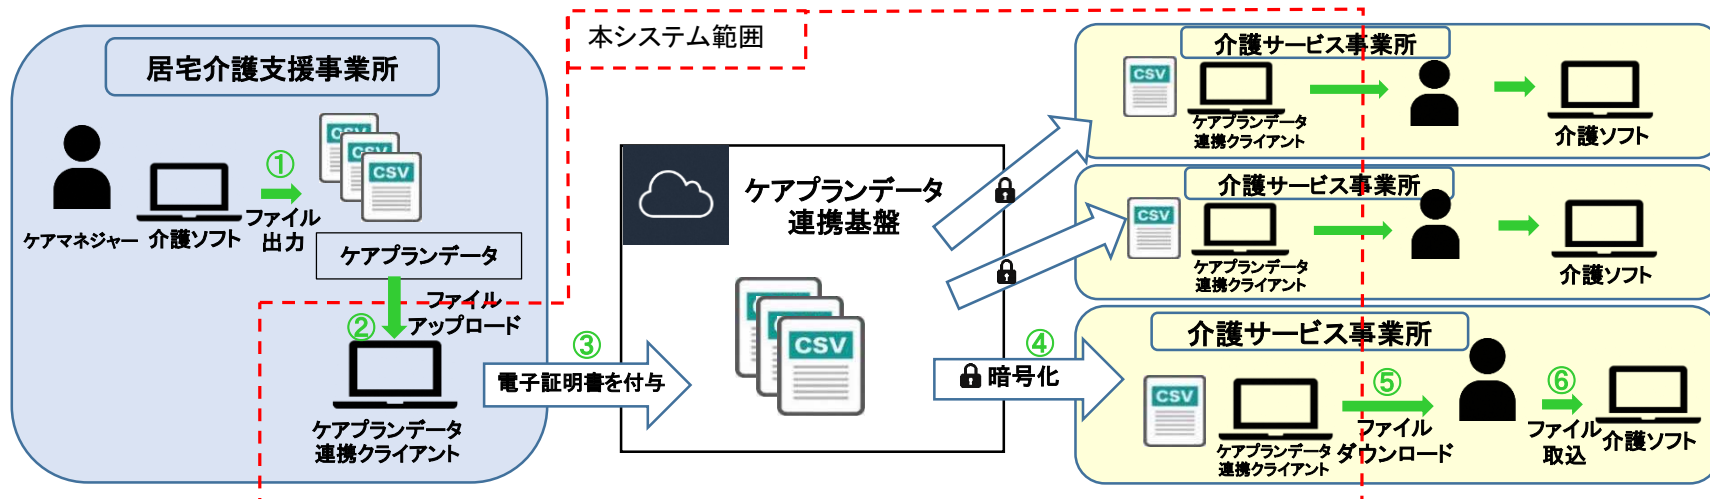 本システム範囲
居宅介護支援事業所
ケアマネジャー
介護ソフト
①
ファイル
出力
CSV
CSV
CSV
ケアプランデータ
②
ファイル
アップロード
ケアプランデータ
連携クライアント
③
電子証明書を付与
ケアプランデータ
連携基盤
CSV
CSV
CSV
④
暗号化
介護サービス事業所
CSV
ケアプランデータ
連携クライアント
介護ソフト
介護サービス事業所
CSV
ケアプランデータ
連携クライアント
介護ソフト
介護サービス事業所
CSV
ケアプランデータ
連携クライアント
⑤
ファイル
ダウンロード
⑥
ファイル
取込
介護ソフト